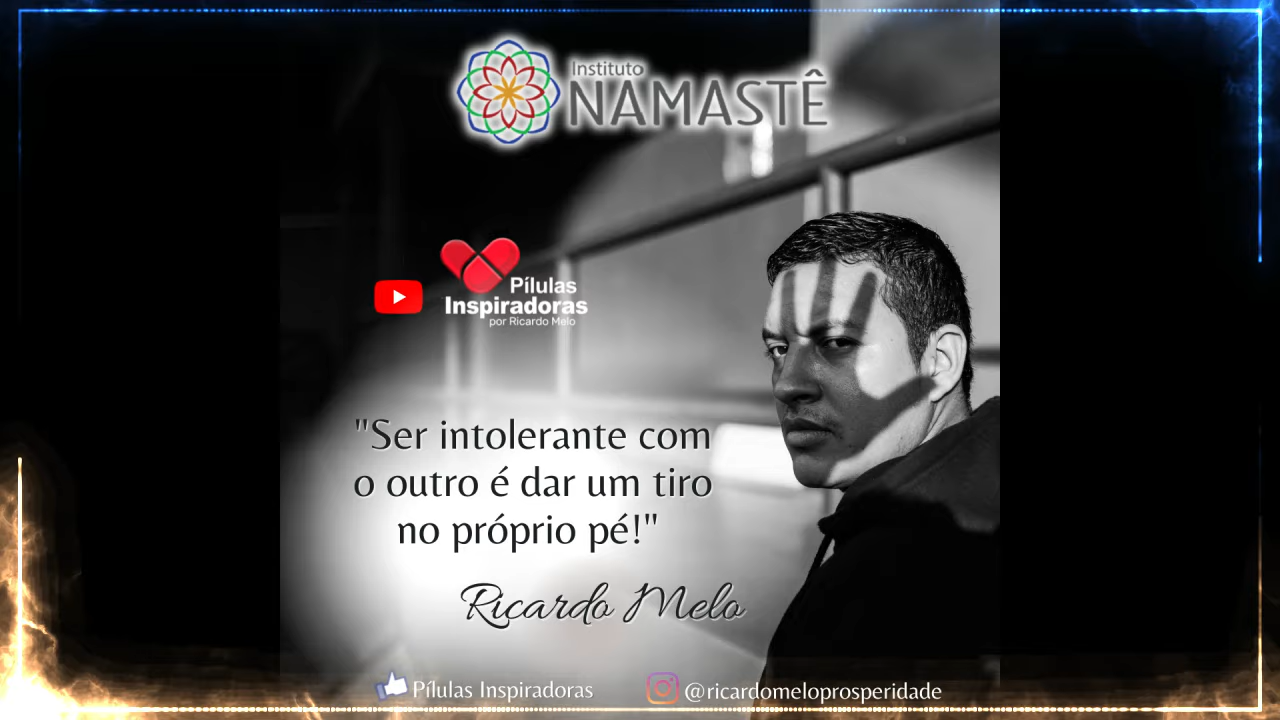 Instituto
NAMASTÊ
Pílulas
Inspiradoras
por Ricardo Melo
"Ser intolerante com
o outro é dar um tiro
no próprio pé!"
Ricardo Melo
Pílulas Inspiradoras
@ricardomeloprosperidade